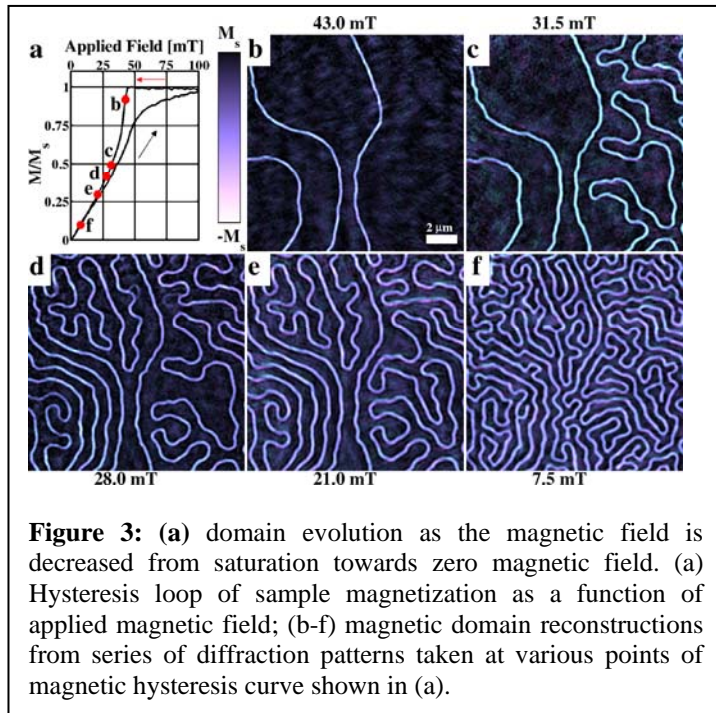 43.0 mT
31.5 mT
a
Applied Field [mT]
0 25 50 75 100
M/Mₛ
1
0.75
0.5
0.25
0
b
c
d
e
f
Mₛ
-Mₛ
b
2 μm
c
d
e
f
28.0 mT
21.0 mT
7.5 mT
Figure 3: (a) domain evolution as the magnetic field is
decreased from saturation towards zero magnetic field. (a)
Hysteresis loop of sample magnetization as a function of
applied magnetic field; (b-f) magnetic domain reconstructions
from series of diffraction patterns taken at various points of
magnetic hysteresis curve shown in (a).